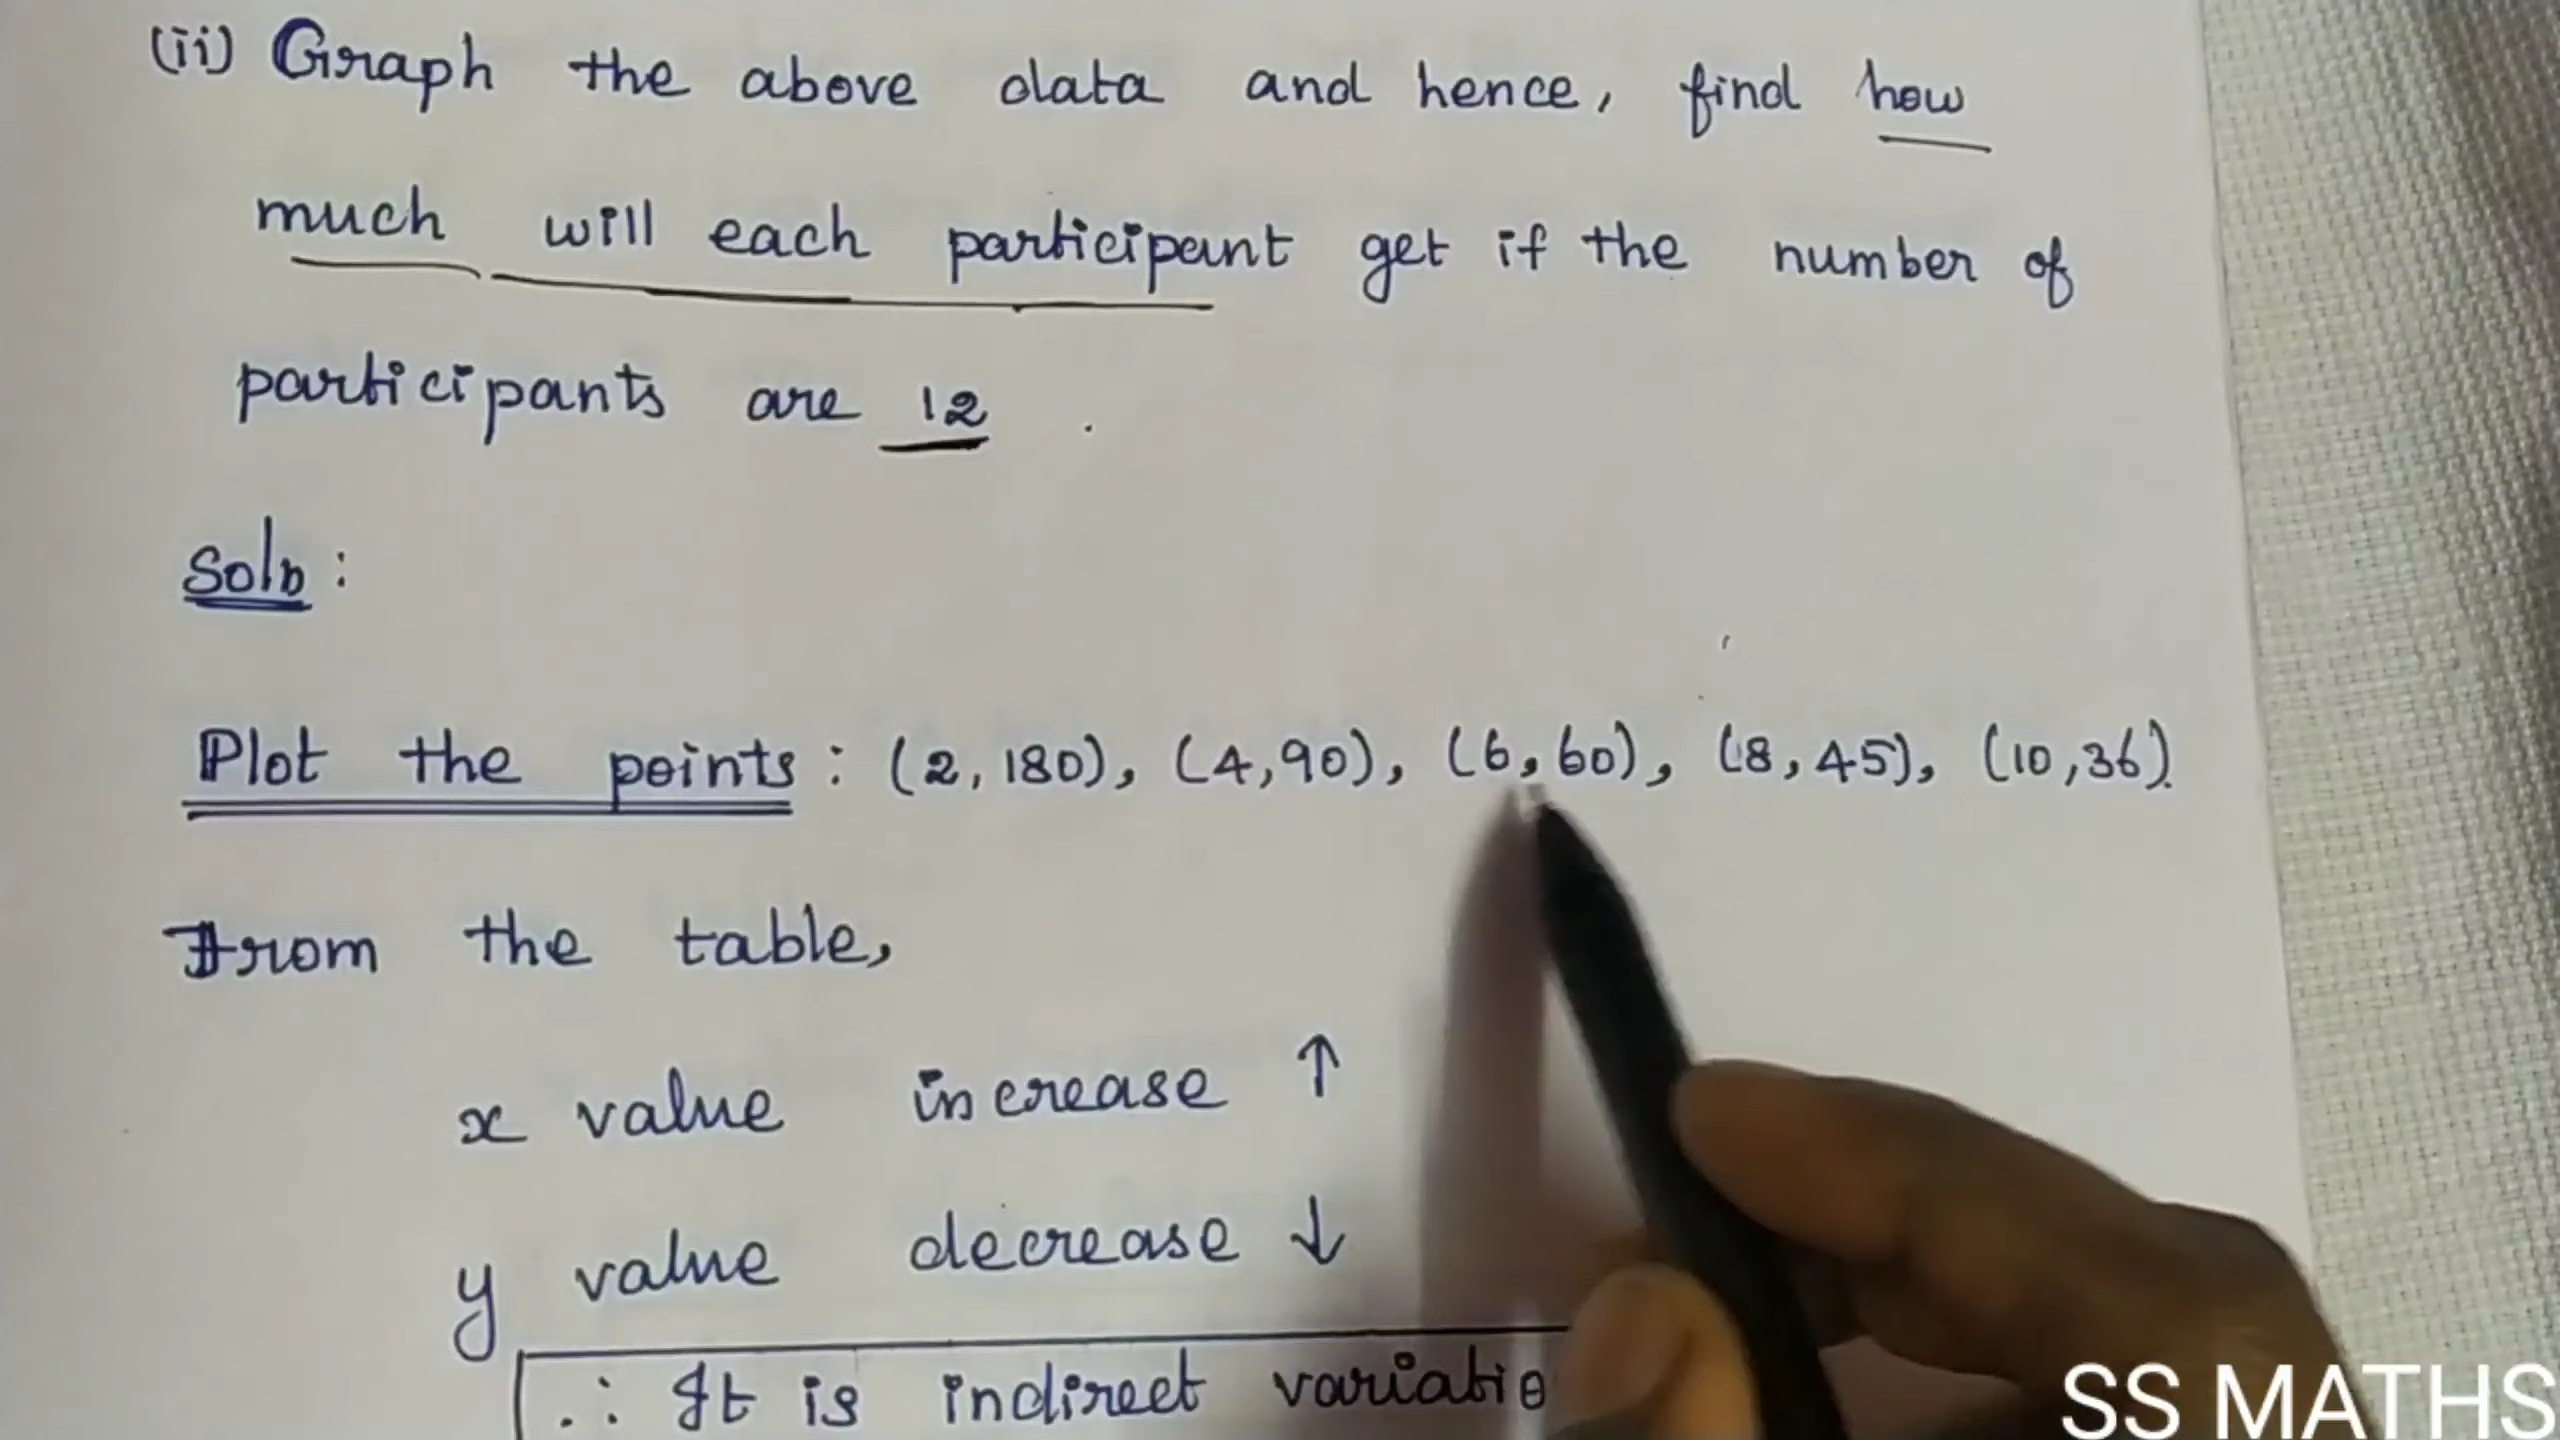 (ii) Graph the above data and hence, find how
much will each participant get if the number of
participants are 12 .
Soln :
Plot the points : (2,180), (4,90), (6,60), (8,45), (10,36).
From the table,
x value increase ↑
y value decrease ↓
∴ It is indirect
SS MATHS